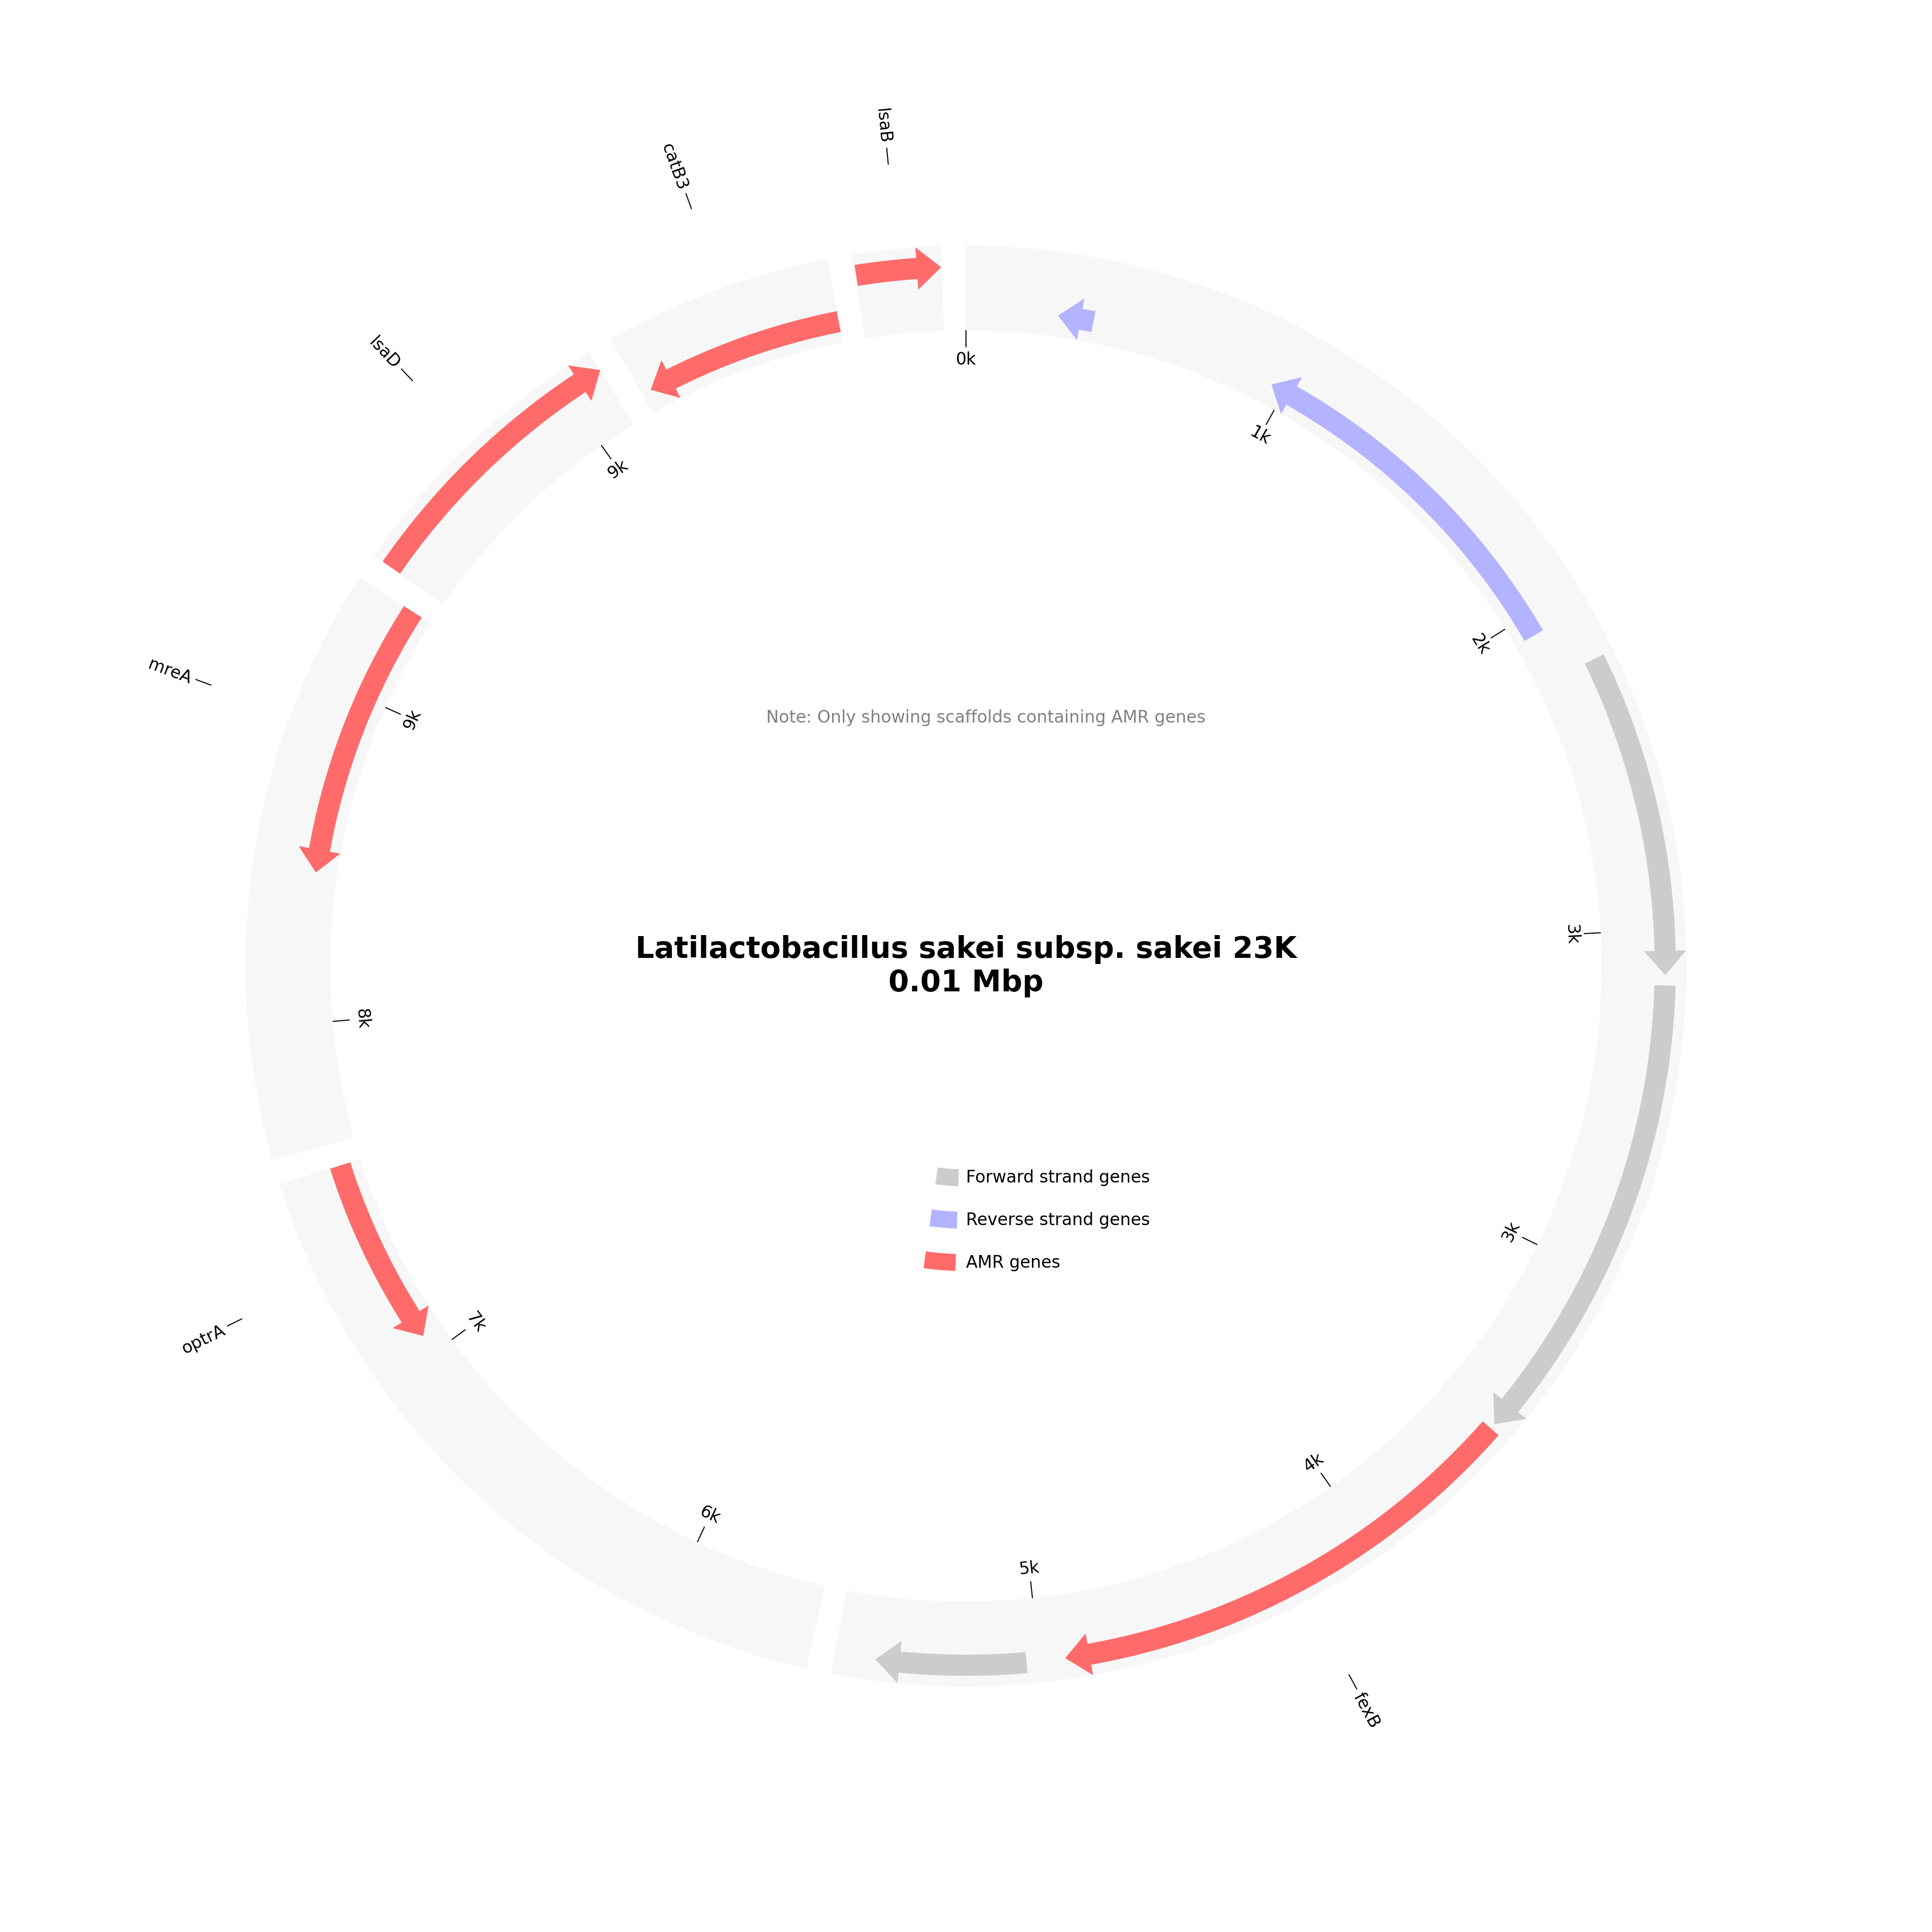 lsaB
catB3
lsaD
mreA
optrA
fexB
0k
1k
2k
3k
3k
4k
5k
6k
7k
8k
9k
9k
Note: Only showing scaffolds containing AMR genes
Latilactobacillus sakei subsp. sakei 23K
0.01 Mbp
Forward strand genes
Reverse strand genes
AMR genes